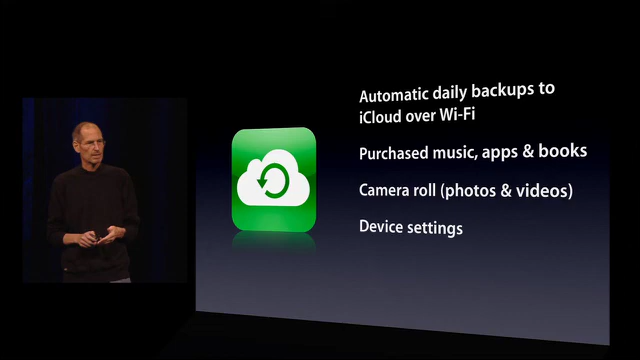 Automatic daily backups to
iCloud over Wi-Fi
Purchased music, apps & books
Camera roll (photos & videos)
Device settings